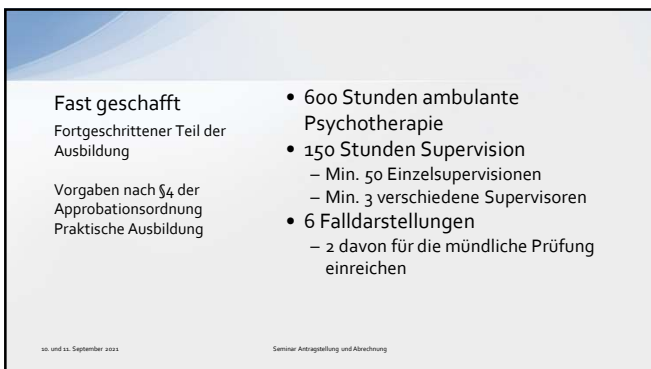 Fast geschafft
Fortgeschrittener Teil der
Ausbildung
Vorgaben nach §4 der
Approbationsordnung
Praktische Ausbildung
• 600 Stunden ambulante
Psychotherapie
• 150 Stunden Supervision
– Min. 50 Einzelsupervisionen
– Min. 3 verschiedene Supervisoren
• 6 Falldarstellungen
– 2 davon für die mündliche Prüfung
einreichen
10. und 11. September 2021
Seminar Antragstellung und Abrechnung